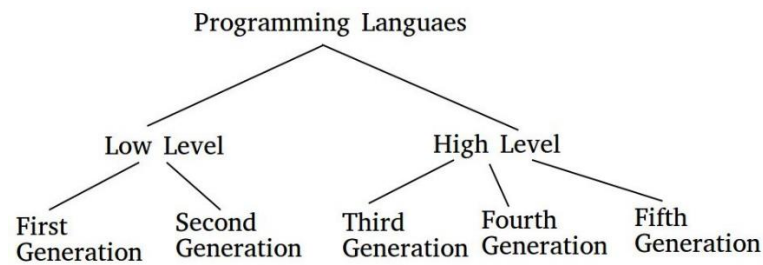 Programming Languaes
Low Level
High Level
First
Generation
Second
Generation
Third
Generation
Fourth
Generation
Fifth
Generation